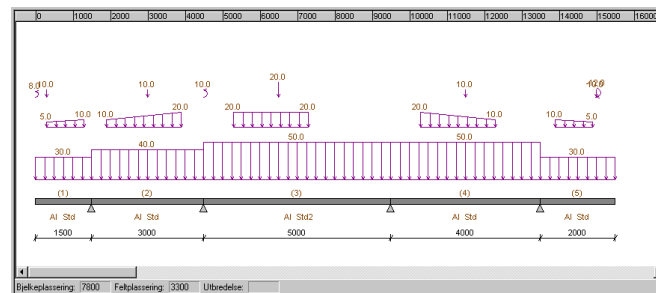 0 1000 2000 3000 4000 5000 6000 7000 8000 9000 10000 11000 12000 13000 14000 15000 16000
10.0 10.0 10.0 20.0 10.0
5.0 10.0 10.0 20.0 20.0 20.0 20.0 10.0 10.0 5.0
30.0 40.0 50.0 50.0 30.0
(1) (2) (3) (4) (5)
Al Std Al Std Al Std2 Al Std Al Std
1500 3000 5000 4000 2000
Bjelkeplassering: 7800 Feltplassering: 3300 Utbredelse: